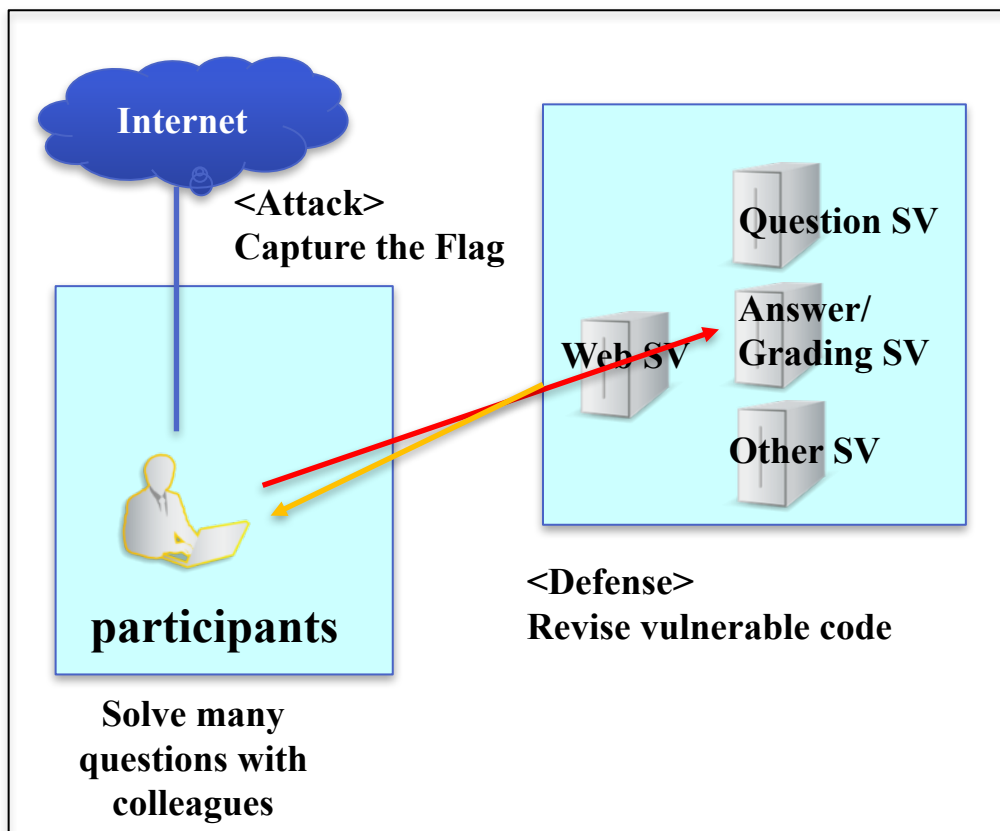 Internet
<Attack>
Capture the Flag
Question SV
Answer/
Grading SV
Web SV
Other SV
participants
<Defense>
Revise vulnerable code
Solve many
questions with
colleagues